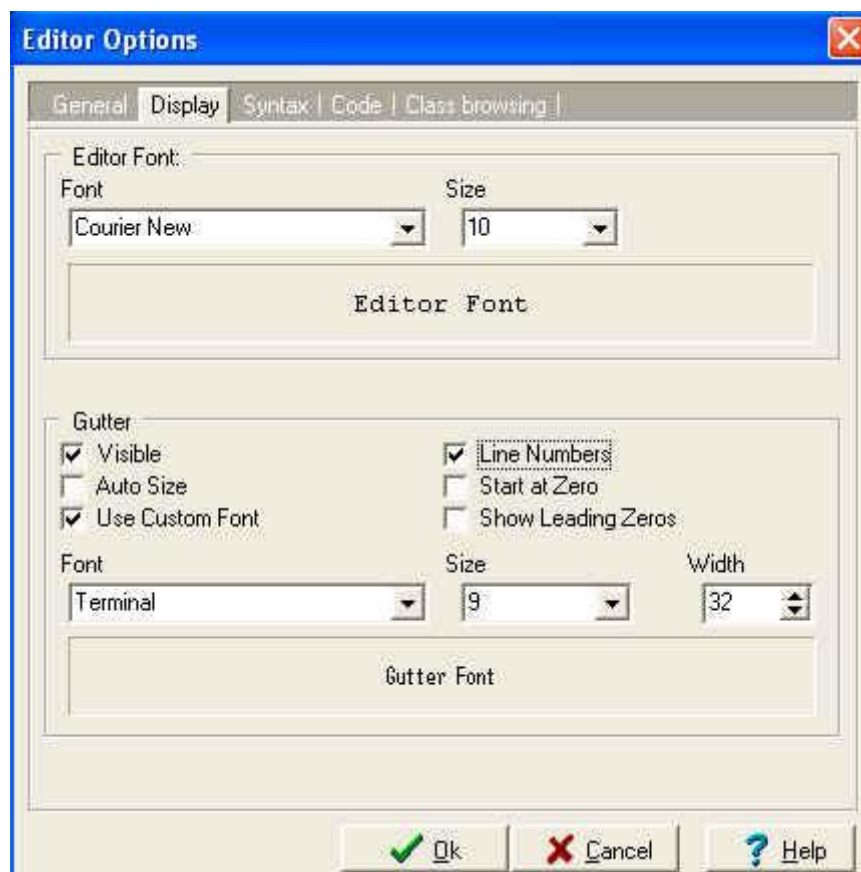 Editor Options
General Display Syntax | Code | Class browsing |
Editor Font:
Font Size
Courier New 10
Editor Font
Gutter
Visible Line Numbers
Auto Size Start at Zero
Use Custom Font Show Leading Zeros
Font Size Width
Terminal 9 32
Gutter Font
Ok Cancel ? Help